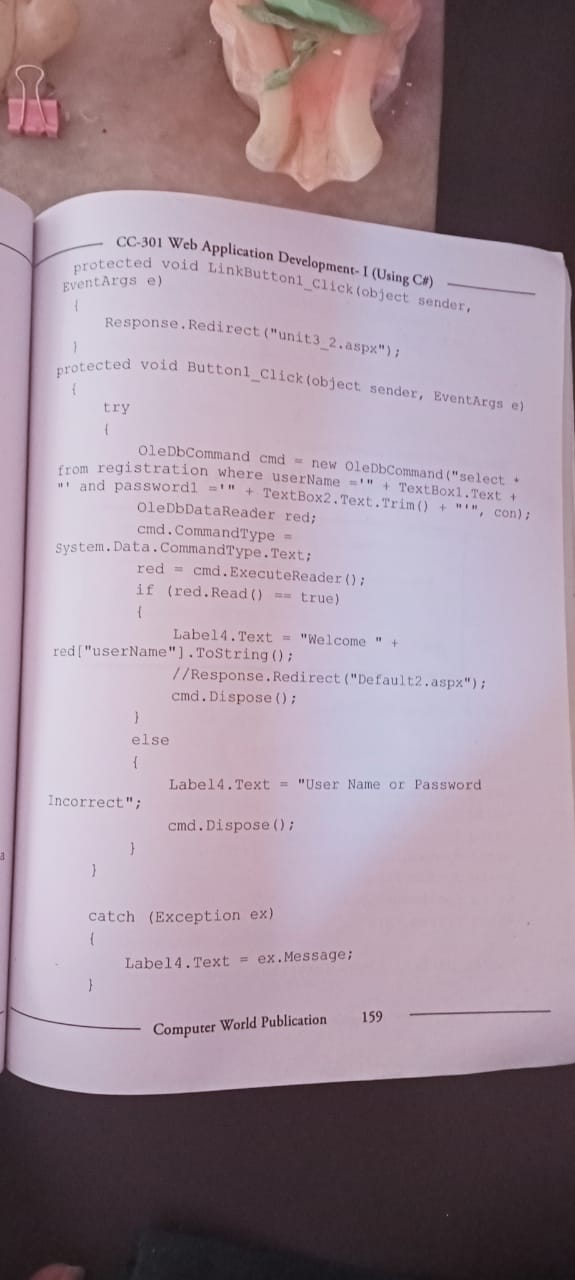 CC-301 Web Application Development- I (Using C#)
protected void LinkButton1_Click(object sender,
EventArgs e)
{
Response.Redirect("unit3_2.aspx");
}
protected void Button1_Click(object sender, EventArgs e)
{
try
{
OleDbCommand cmd = new OleDbCommand("select *
from registration where userName ='" + TextBox1.Text +
"' and password1 ='" + TextBox2.Text.Trim() + "'", con);
OleDbDataReader red;
cmd.CommandType =
System.Data.CommandType.Text;
red = cmd.ExecuteReader();
if (red.Read() == true)
{
Label4.Text = "Welcome " +
red["userName"].ToString();
//Response.Redirect("Default2.aspx");
cmd.Dispose();
}
else
{
Label4.Text = "User Name or Password
Incorrect";
cmd.Dispose();
}
}
catch (Exception ex)
{
Label4.Text = ex.Message;
}
Computer World Publication 159